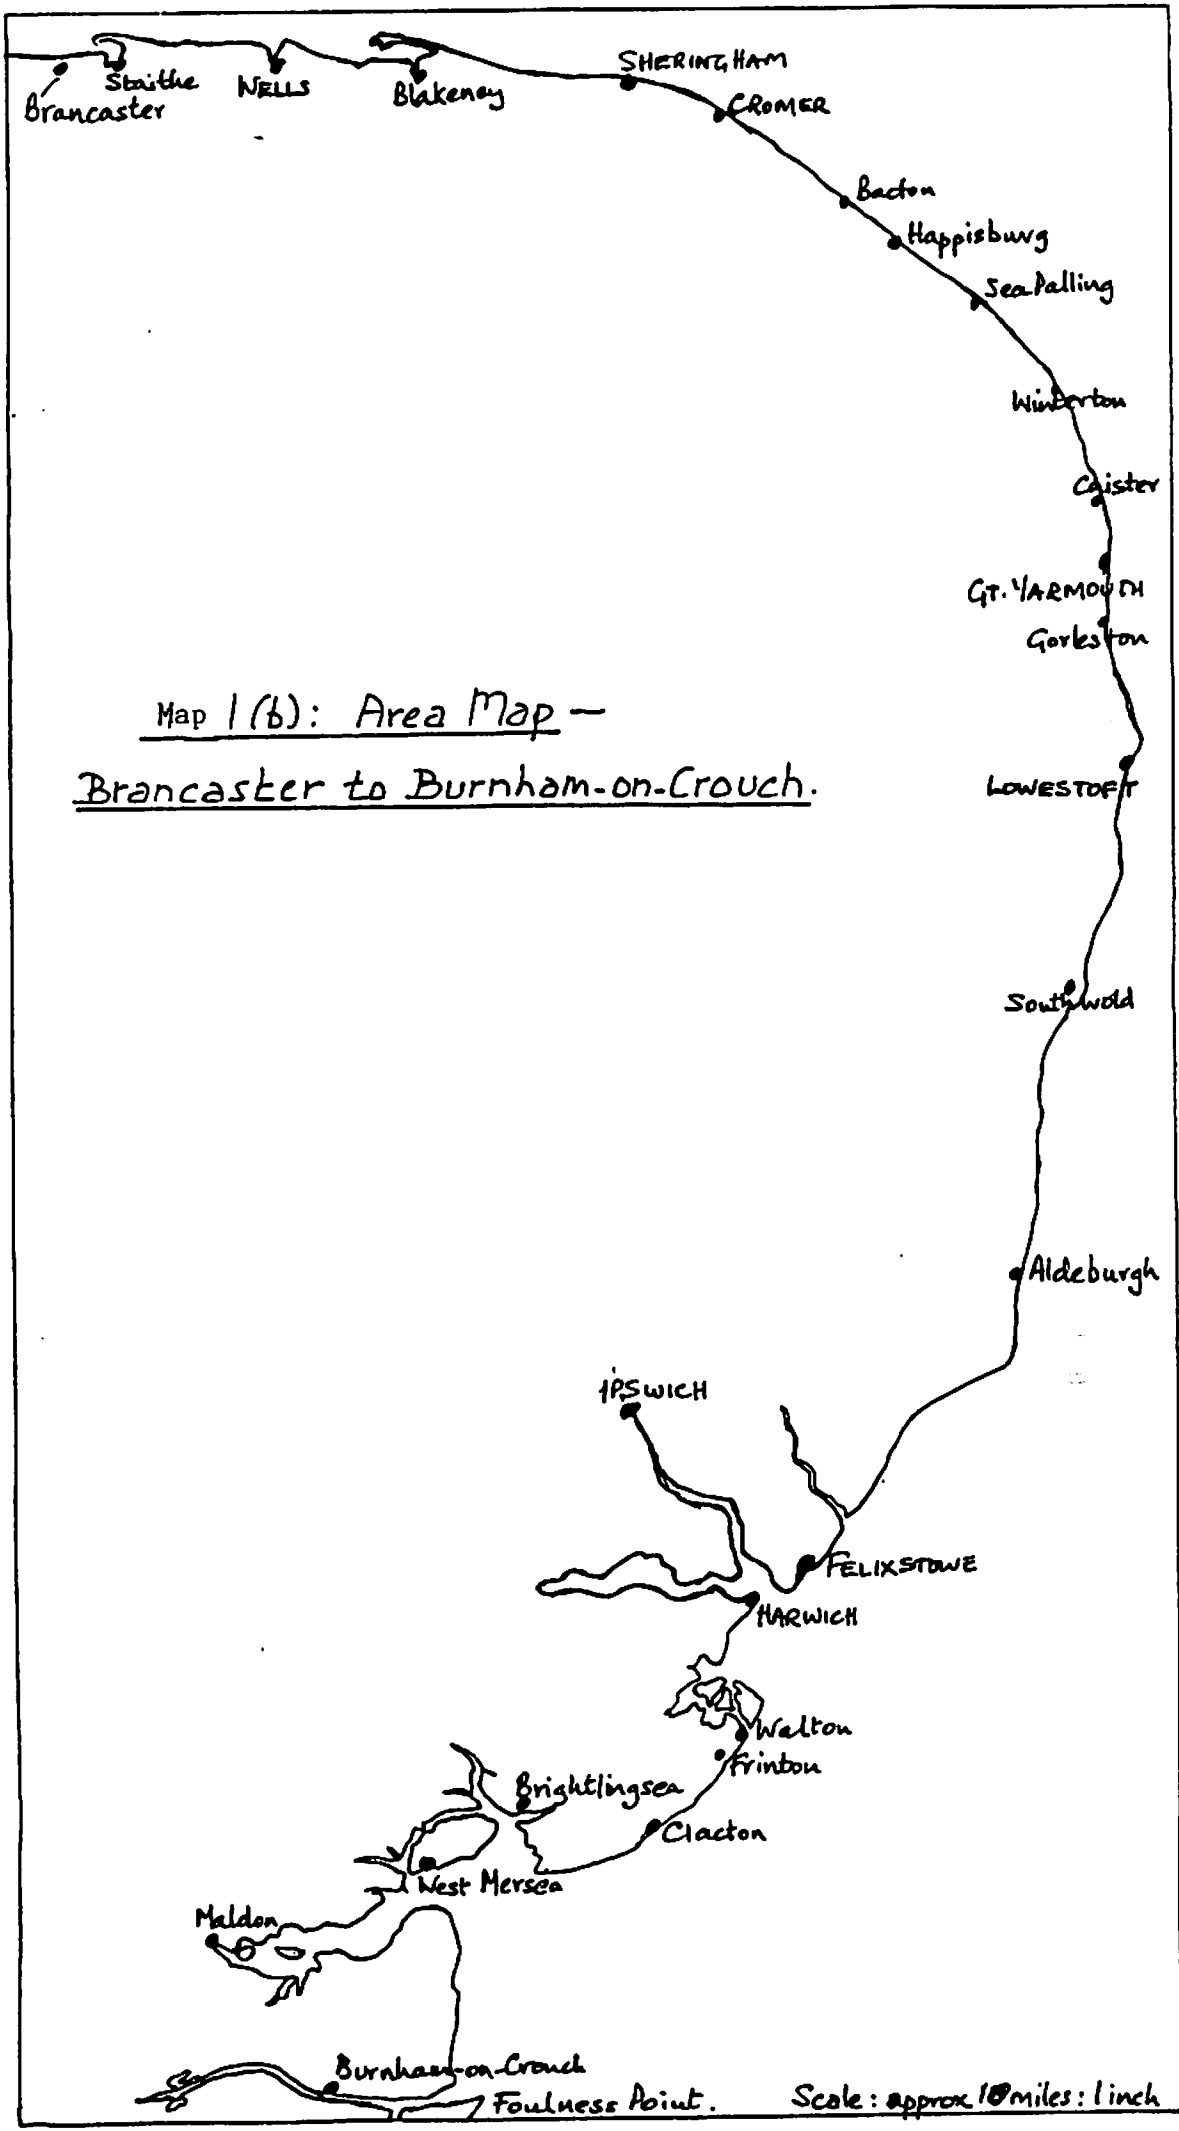 SHERINGHAM
Staithe
WELLS
Blakeney
Brancaster
CROMER
Bacton
Happisburg
Sea Palling
Winterton
Caister
GT. YARMOUTH
Gorleston
Map 1(b): Area Map —
Brancaster to Burnham-on-Crouch.
LOWESTOFT
Southwold
Aldeburgh
IPSWICH
FELIXSTOWE
HARWICH
Walton
Frinton
Brightlingsea
Clacton
West Mersea
Maldon
Burnham-on-Crouch
Foulness Point.
Scale: approx 10 miles: 1 inch